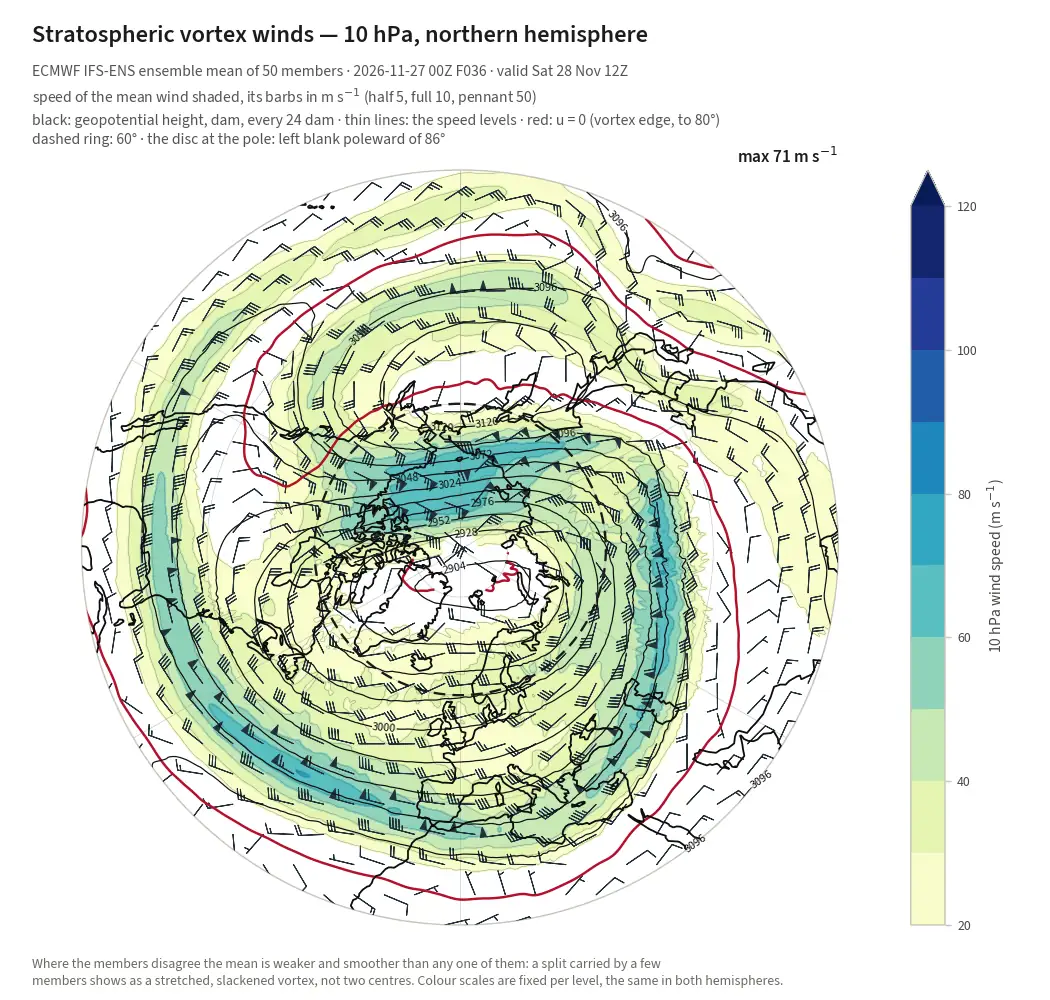 Stratospheric vortex winds — 10 hPa, northern hemisphere
ECMWF IFS-ENS ensemble mean of 50 members · 2026-11-27 00Z F036 · valid Sat 28 Nov 12Z
speed of the mean wind shaded, its barbs in m s⁻¹ (half 5, full 10, pennant 50)
black: geopotential height, dam, every 24 dam · thin lines: the speed levels · red: u = 0 (vortex edge, to 80°)
dashed ring: 60° · the disc at the pole: left blank poleward of 86°
max 71 m s⁻¹
3096
3096
3120
3096
3072
3048
3024
2976
2952
2928
2904
3000
3096
3096
120
100
80
60
40
20
10 hPa wind speed (m s⁻¹)
Where the members disagree the mean is weaker and smoother than any one of them: a split carried by a few
members shows as a stretched, slackened vortex, not two centres. Colour scales are fixed per level, the same in both hemispheres.